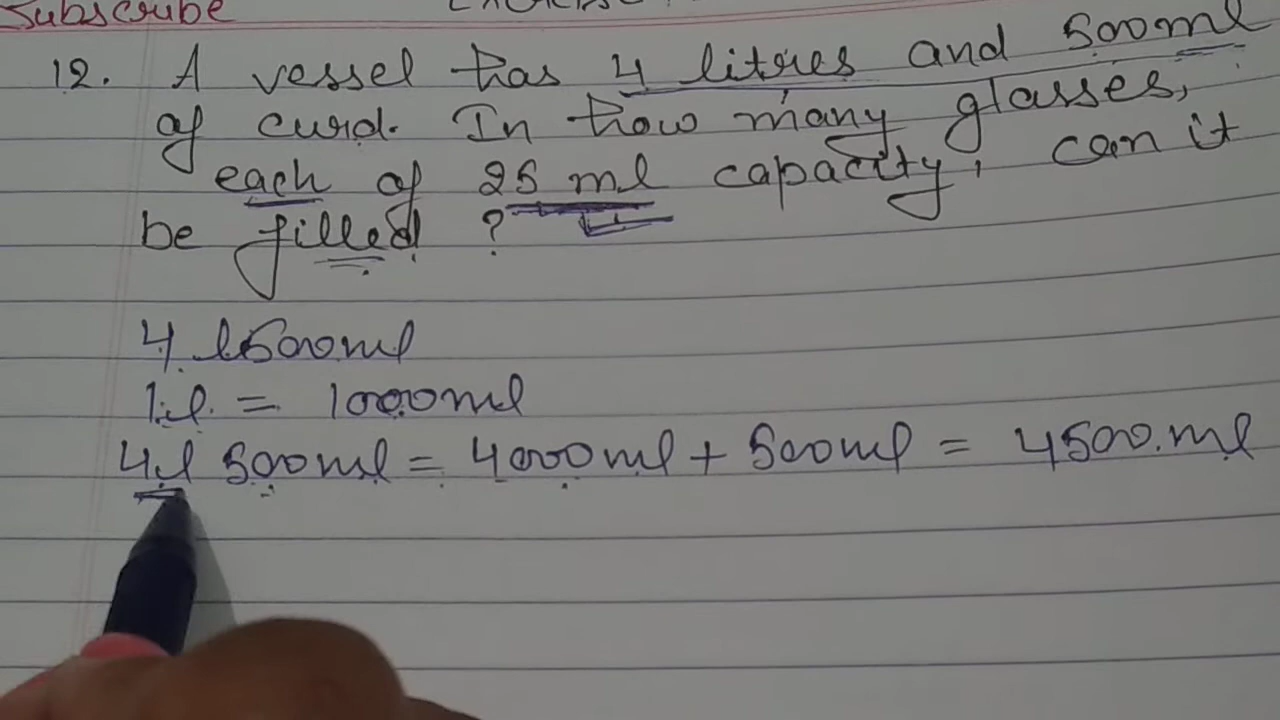 Subscribe
12. A vessel has 4 litres and 500ml
of curd. In how many glasses,
each of 25 ml capacity, can it
be filled ?
4 l 500ml
1 l = 1000ml
4 l 500ml = 4000ml + 500ml = 4500 ml